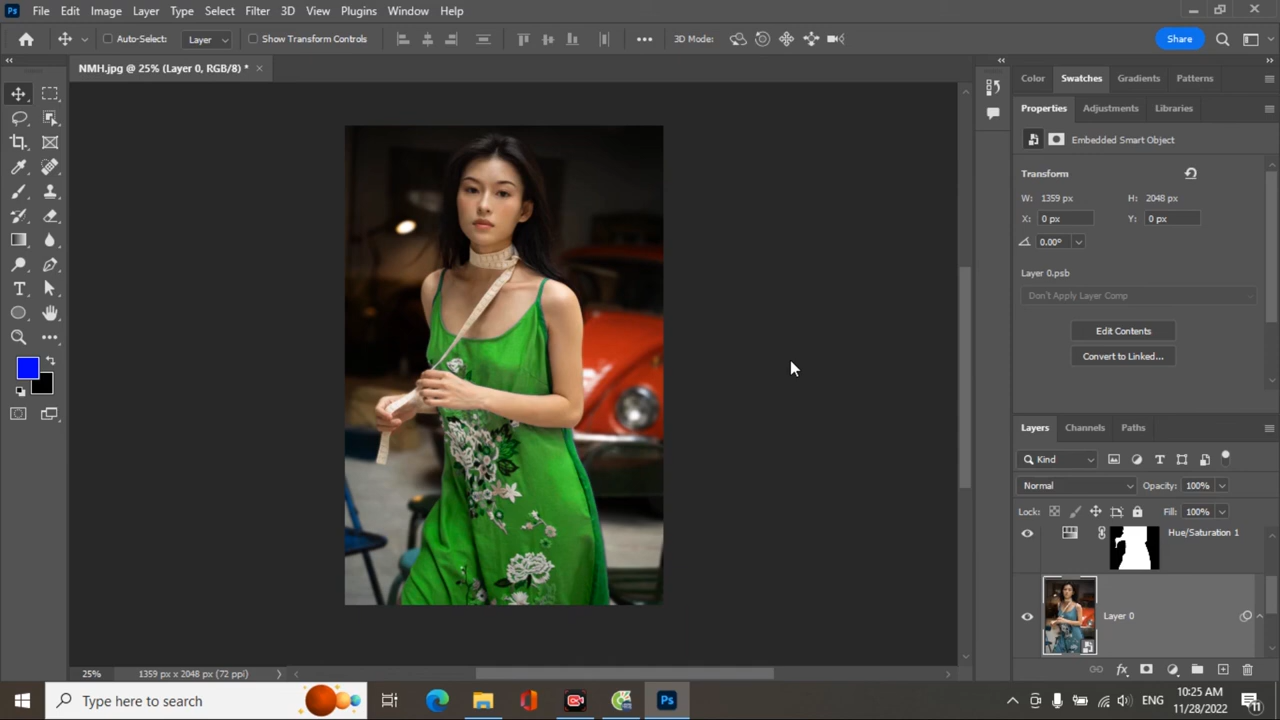 Ps File Edit Image Layer Type Select Filter 3D View Plugins Window Help
Auto-Select: Layer Show Transform Controls 3D Mode: Share
NMH.jpg @ 25% (Layer 0, RGB/8) *
Color Swatches Gradients Patterns
Properties Adjustments Libraries
Embedded Smart Object
Transform
W: 1359 px H: 2048 px
X: 0 px Y: 0 px
0.00°
Layer 0.psb
Don't Apply Layer Comp
Edit Contents
Convert to Linked...
Layers Channels Paths
Kind
Normal Opacity: 100%
Lock: Fill: 100%
Hue/Saturation 1
Layer 0
25% 1359 px x 2048 px (72 ppi)
Type here to search
Ps
ENG
10:25 AM
11/28/2022
11